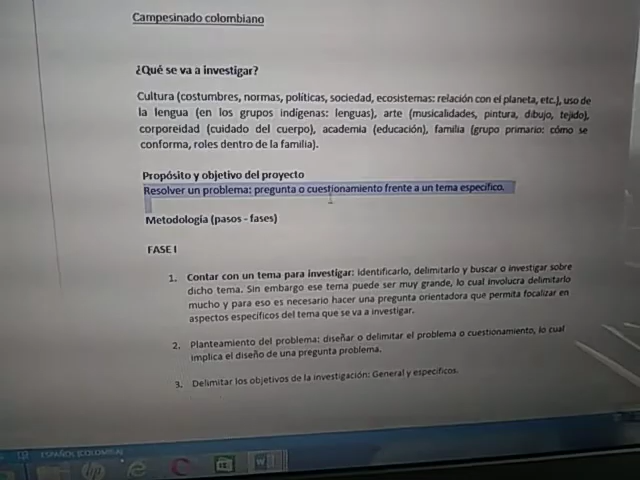 Campesinado colombiano
¿Qué se va a investigar?
Cultura (costumbres, normas, políticas, sociedad, ecosistemas: relación con el planeta, etc.), uso de
la lengua (en los grupos indígenas: lenguas), arte (musicalidades, pintura, dibujo, tejido),
corporeidad (cuidado del cuerpo), academia (educación), familia (grupo primario: cómo se
conforma, roles dentro de la familia).
Propósito y objetivo del proyecto
Resolver un problema: pregunta o cuestionamiento frente a un tema específico.
Metodología (pasos - fases)
FASE I
1. Contar con un tema para investigar: Identificarlo, delimitarlo y buscar o investigar sobre
dicho tema. Sin embargo ese tema puede ser muy grande, lo cual involucra delimitarlo
mucho y para eso es necesario hacer una pregunta orientadora que permita focalizar en
aspectos específicos del tema que se va a investigar.
2. Planteamiento del problema: diseñar o delimitar el problema o cuestionamiento, lo cual
implica el diseño de una pregunta problema.
3. Delimitar los objetivos de la investigación: General y específicos.
ESPAÑOL (COLOMBIA)